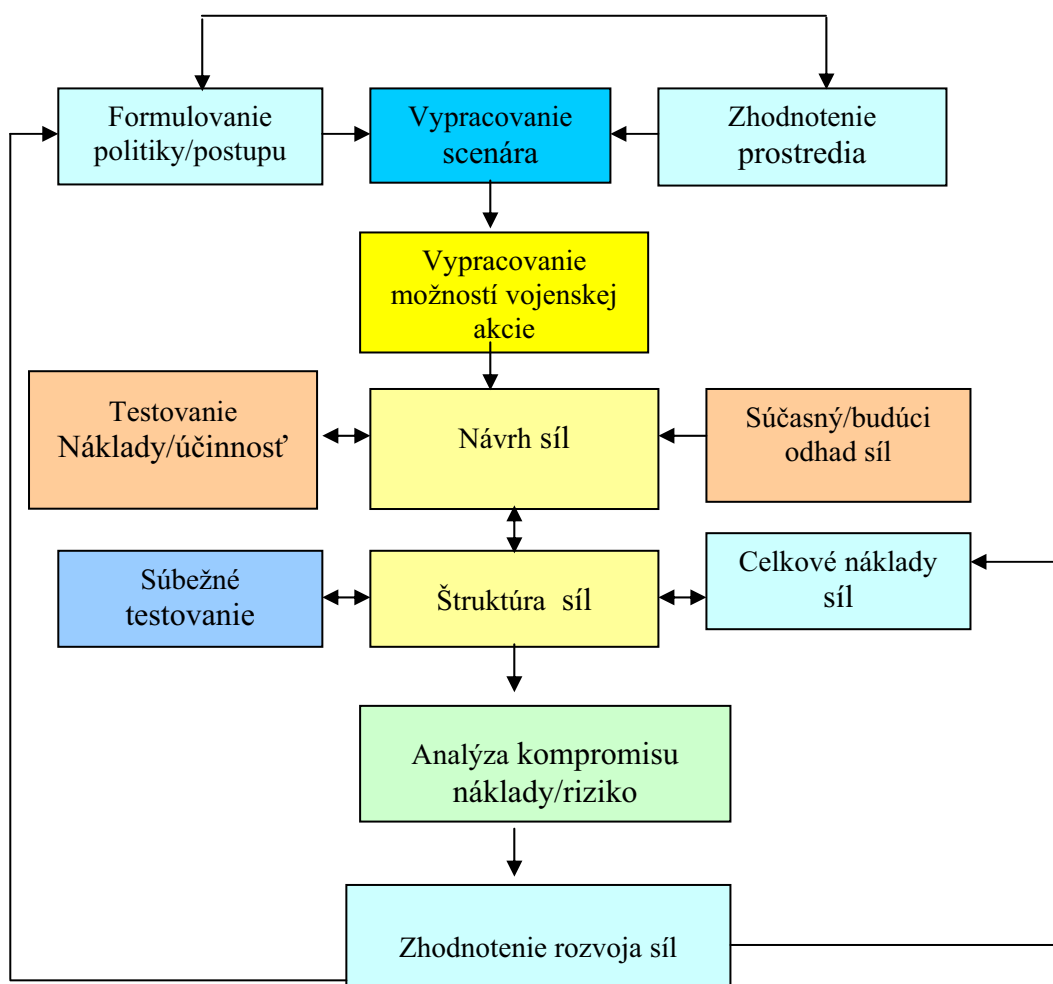 Formulovanie
politiky/postupu
Vypracovanie
scenára
Zhodnotenie
prostredia
Vypracovanie
možností vojenskej
akcie
Testovanie
Náklady/účinnosť
Návrh síl
Súčasný/budúci
odhad síl
Súbežné
testovanie
Štruktúra síl
Celkové náklady
síl
Analýza kompromisu
náklady/riziko
Zhodnotenie rozvoja síl